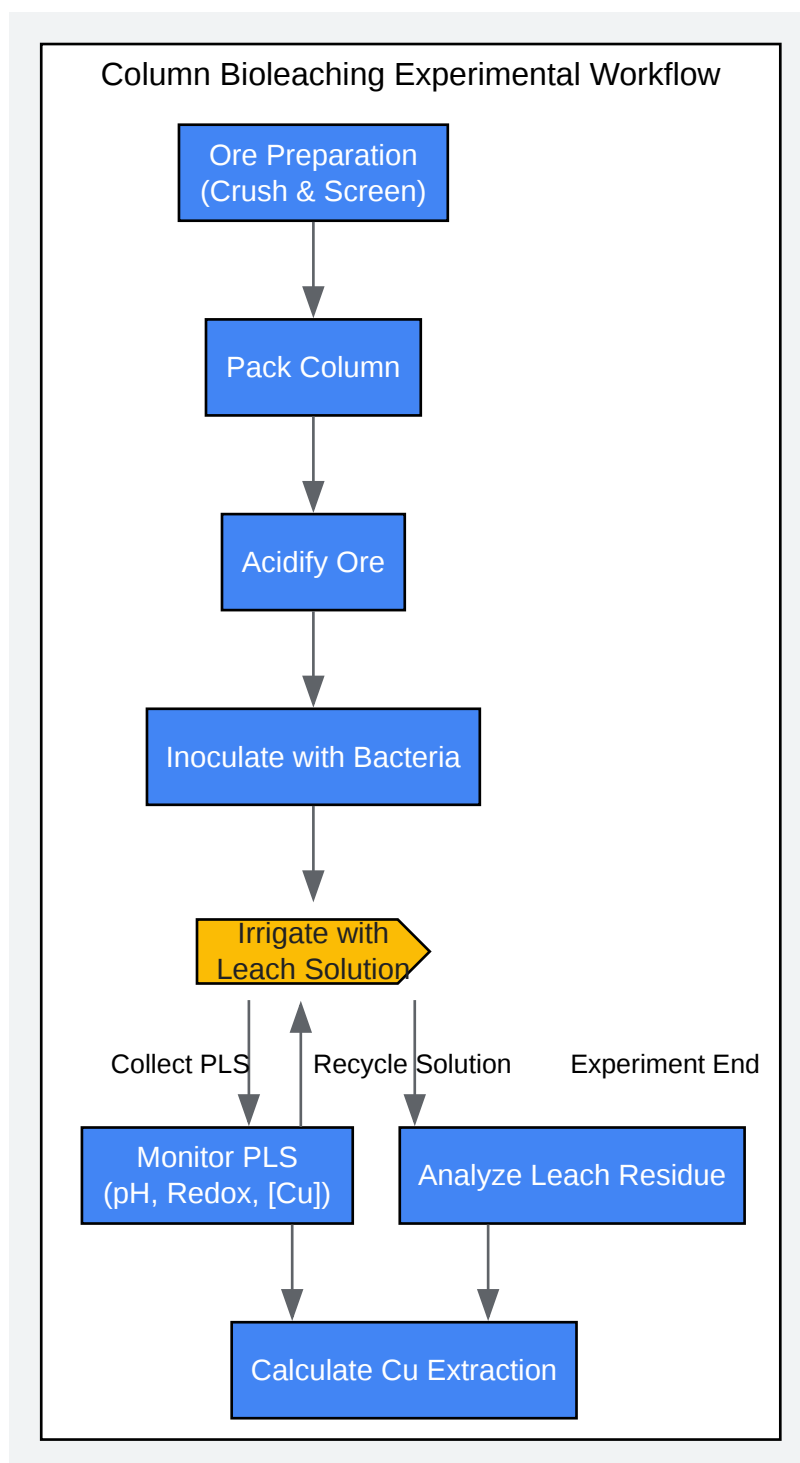 Column Bioleaching Experimental Workflow
Ore Preparation
(Crush & Screen)
Pack Column
Acidify Ore
Inoculate with Bacteria
Irrigate with
Leach Solution
Collect PLS
Recycle Solution
Experiment End
Monitor PLS
(pH, Redox, [Cu])
Analyze Leach Residue
Calculate Cu Extraction